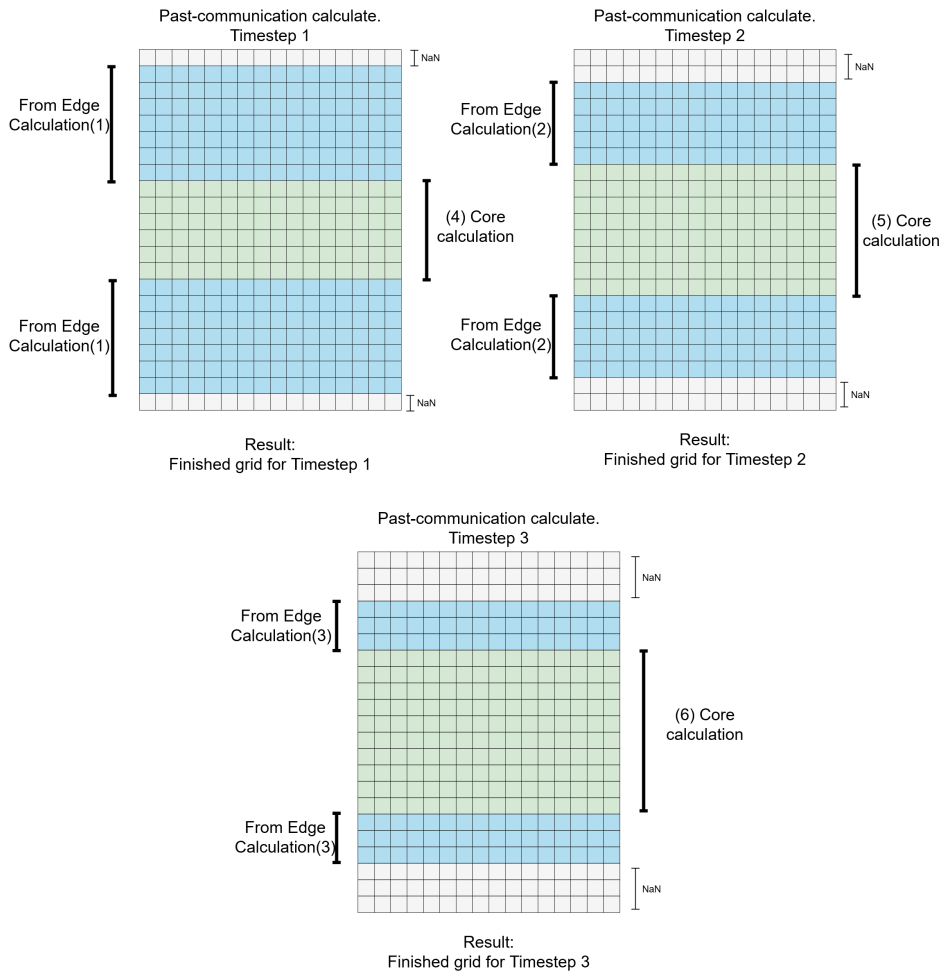 Past-communication calculate.
Timestep 1
NaN
From Edge
Calculation(1)
(4) Core
calculation
From Edge
Calculation(1)
NaN
Result:
Finished grid for Timestep 1
Past-communication calculate.
Timestep 2
NaN
From Edge
Calculation(2)
(5) Core
calculation
From Edge
Calculation(2)
NaN
Result:
Finished grid for Timestep 2
Past-communication calculate.
Timestep 3
NaN
From Edge
Calculation(3)
(6) Core
calculation
From Edge
Calculation(3)
NaN
Result:
Finished grid for Timestep 3